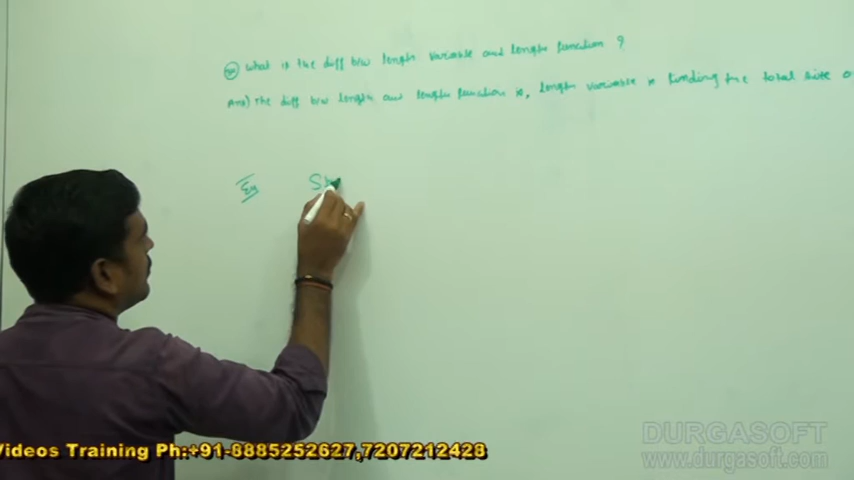 Q) What is the diff b/w length variable and length function ?
Ans) The diff b/w length and length function is, length variable is finding the total size o
Ex St
DURGASOFT
www.durgasoft.com
Videos Training Ph:+91-8885252627,7207212428